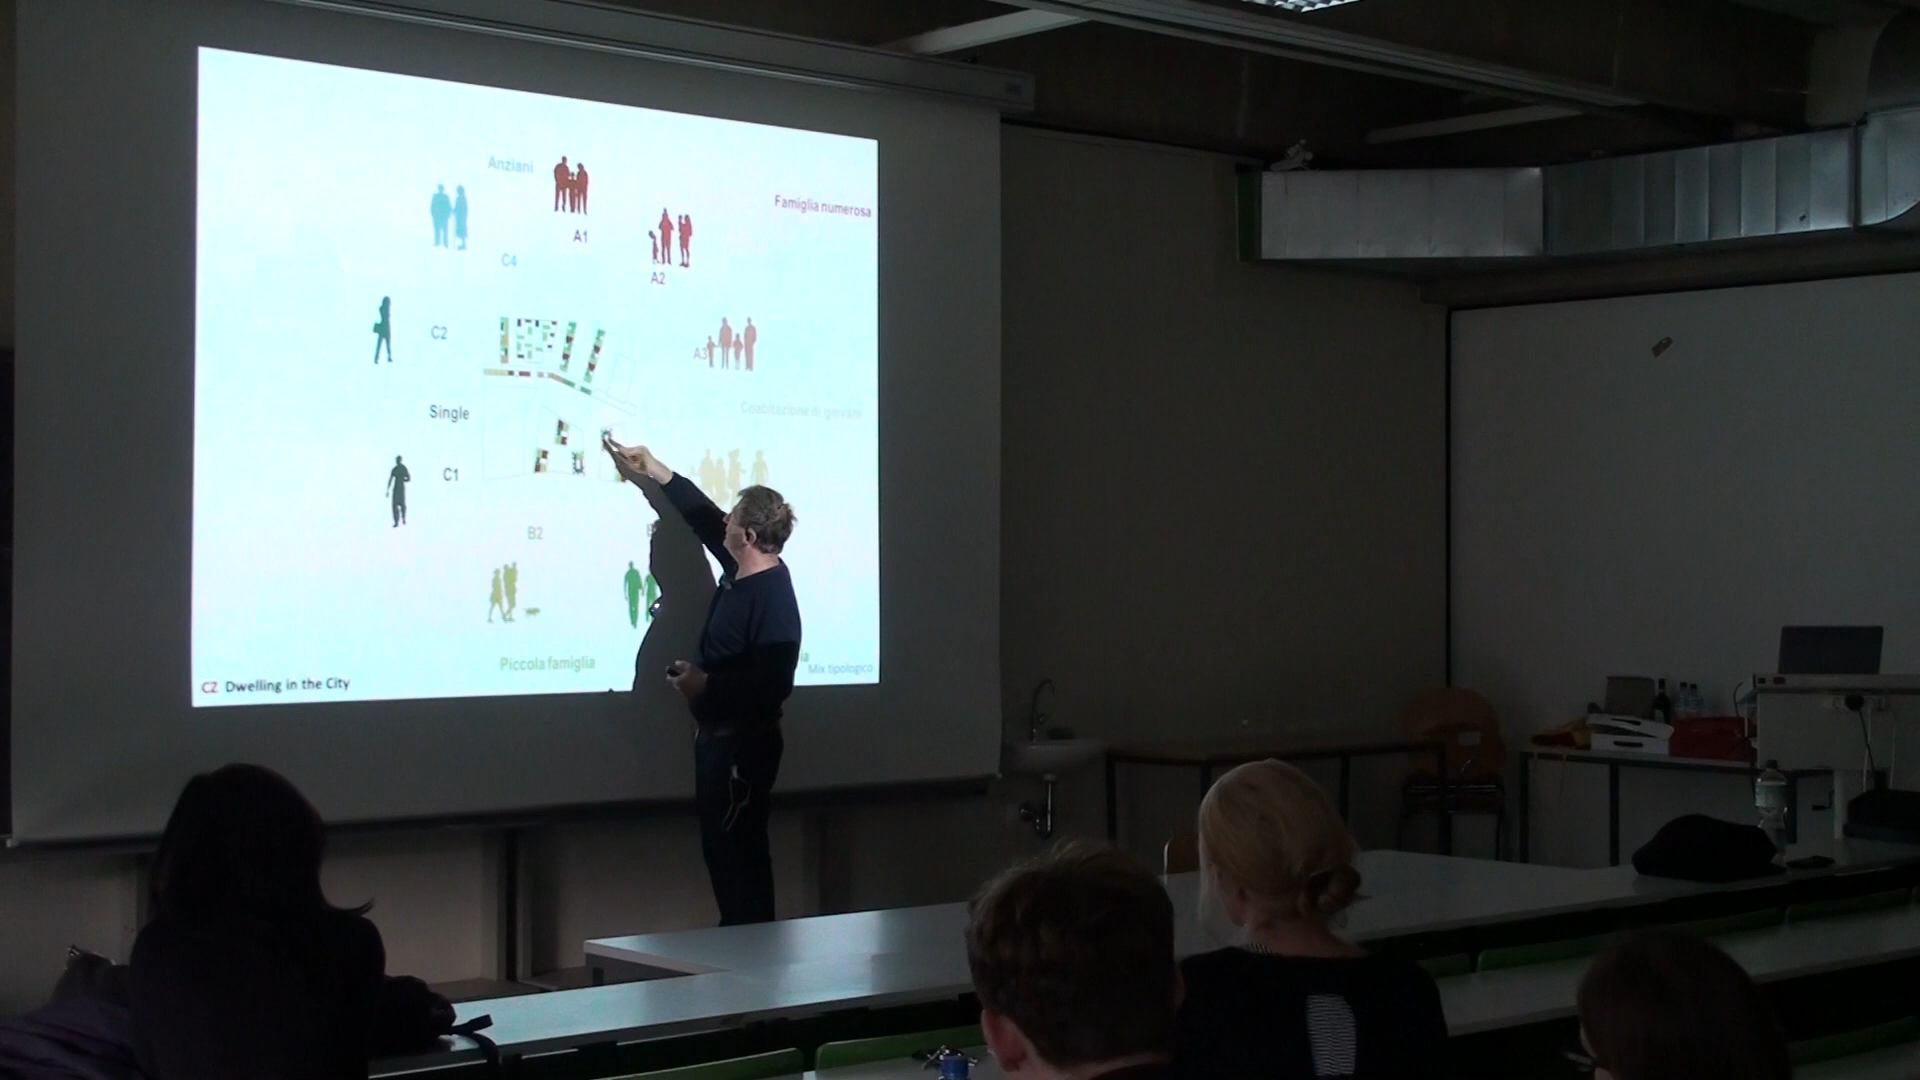 Anziani
A1
Famiglia numerosa
C4
A2
C2
A3
Coabitazione di giovani
Single
C1
B2
Piccola famiglia
Mix tipologico
CZ Dwelling in the City